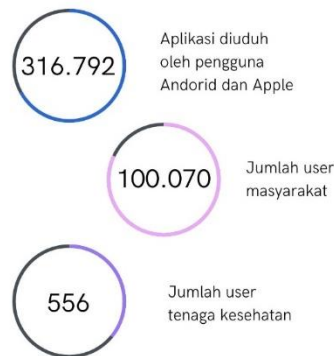 316.792
Aplikasi diuduh
oleh pengguna
Andorid dan Apple
100.070
Jumlah user
masyarakat
556
Jumlah user
tenaga kesehatan